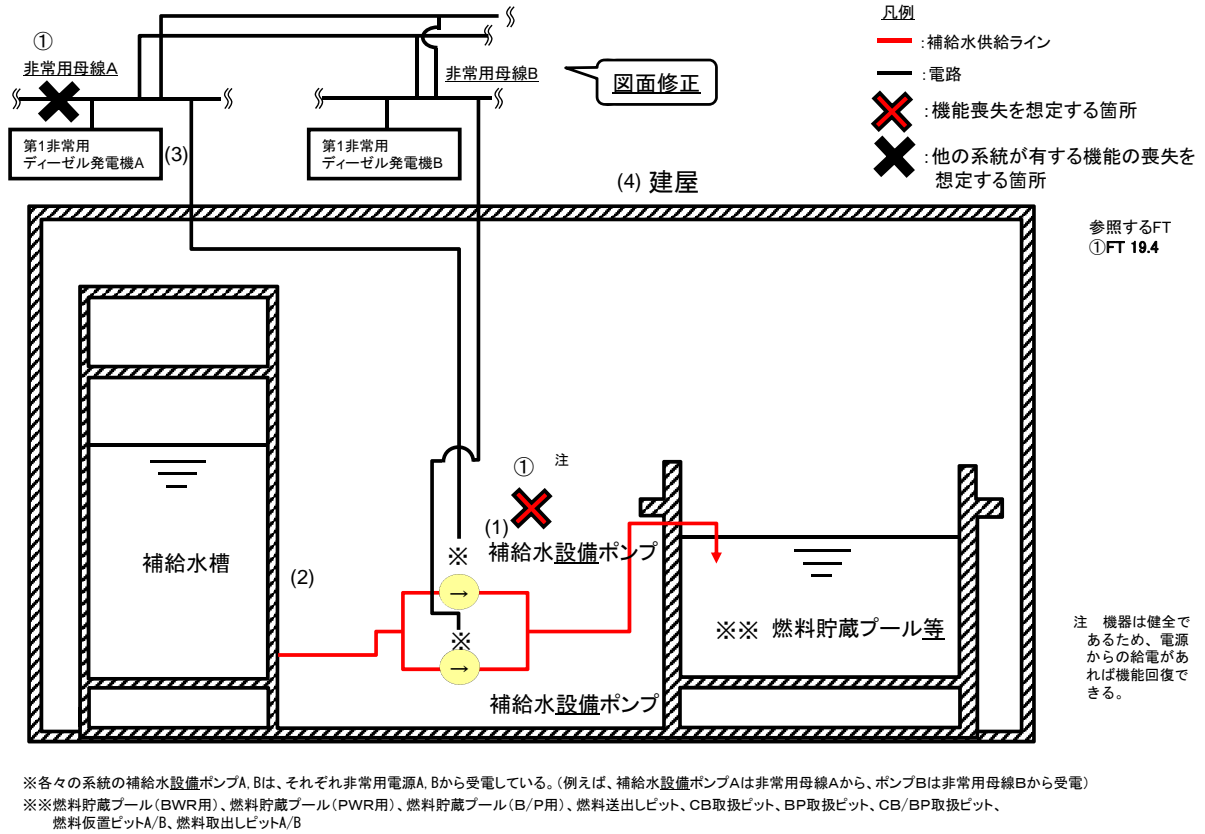 ①
非常用母線A
非常用母線B
図面修正
第1非常用
ディーゼル発電機A
(3)
第1非常用
ディーゼル発電機B
凡例
:補給水供給ライン
:電路
:機能喪失を想定する箇所
:他の系統が有する機能の喪失を
想定する箇所
(4) 建屋
参照するFT
①FT 19.4
① 注
(1)
※ 補給水設備ポンプ
補給水槽
(2)
→
※
→
補給水設備ポンプ
※※ 燃料貯蔵プール等
注 機器は健全で
あるため、電源
からの給電があ
れば機能回復で
きる。
※各々の系統の補給水設備ポンプA, Bは、それぞれ非常用電源A, Bから受電している。(例えば、補給水設備ポンプAは非常用母線Aから、ポンプBは非常用母線Bから受電)
※※燃料貯蔵プール(BWR用)、燃料貯蔵プール(PWR用)、燃料貯蔵プール(B/P用)、燃料送出しピット、CB取扱ピット、BP取扱ピット、CB/BP取扱ピット、
燃料仮置ピットA/B、燃料取出しピットA/B